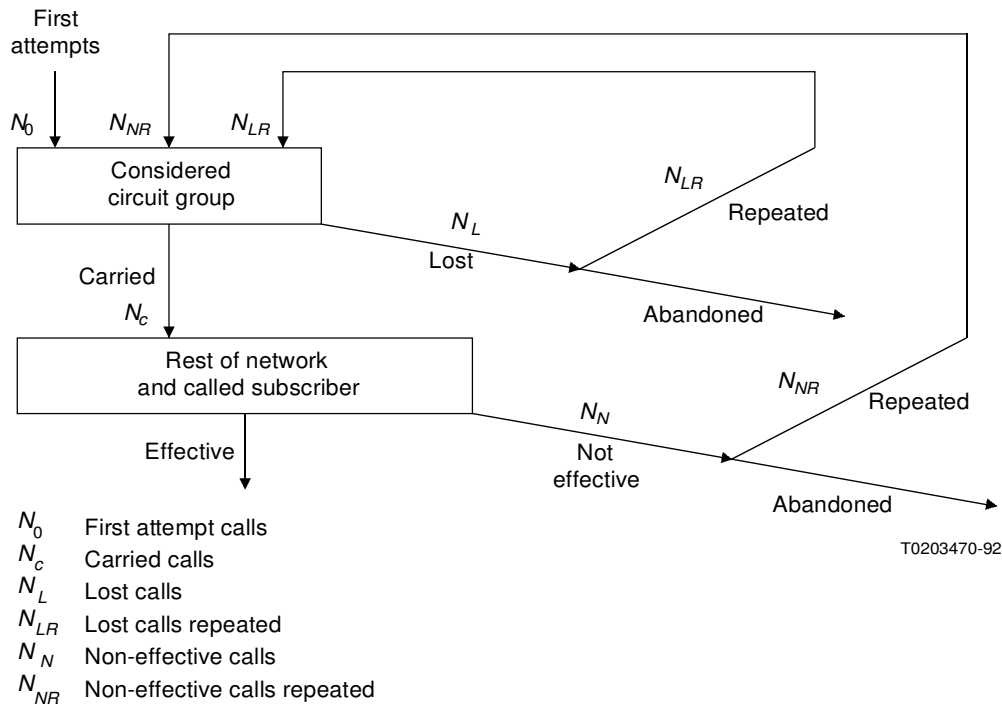 First
attempts
N0
NNR
NLR
Considered
circuit group
NLR
Repeated
NL
Lost
Abandoned
Carried
Nc
Rest of network
and called subscriber
NNR
Repeated
NN
Not
effective
Effective
Abandoned
T0203470-92
N0 First attempt calls
Nc Carried calls
NL Lost calls
NLR Lost calls repeated
NN Non-effective calls
NNR Non-effective calls repeated